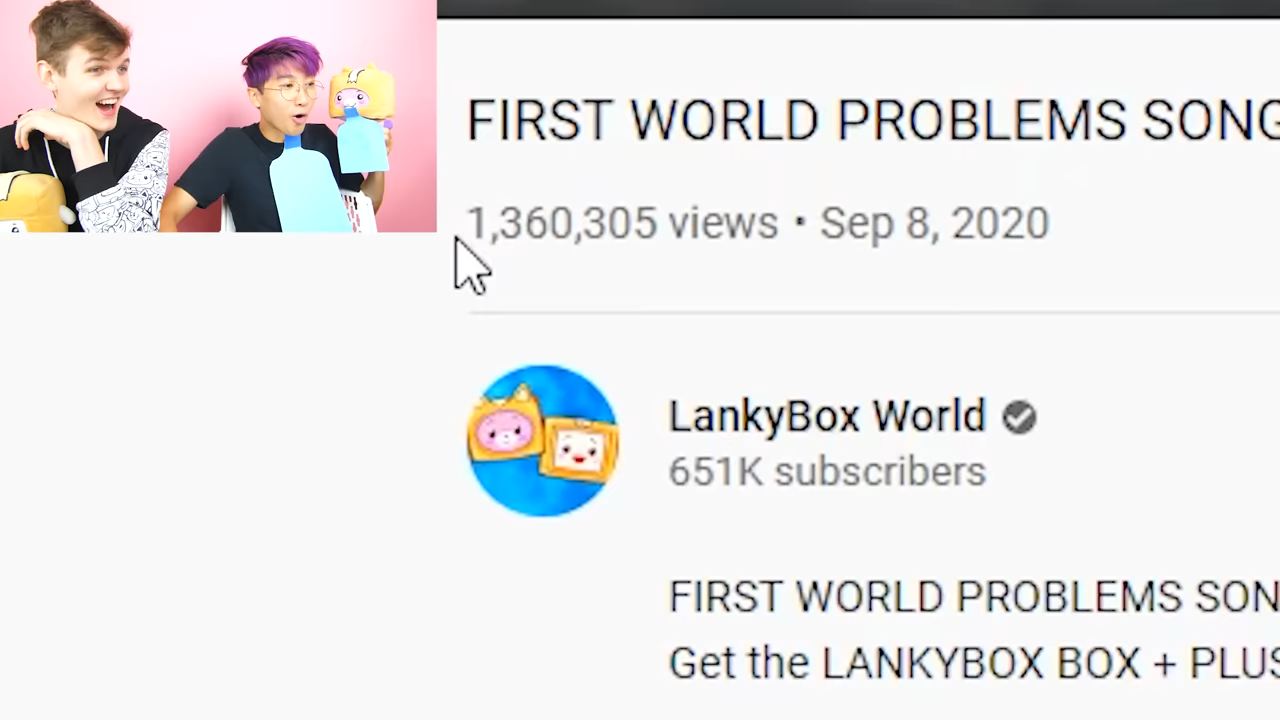 FIRST WORLD PROBLEMS SONG
1,360,305 views • Sep 8, 2020
LankyBox World
651K subscribers
FIRST WORLD PROBLEMS SON
Get the LANKYBOX BOX + PLUS